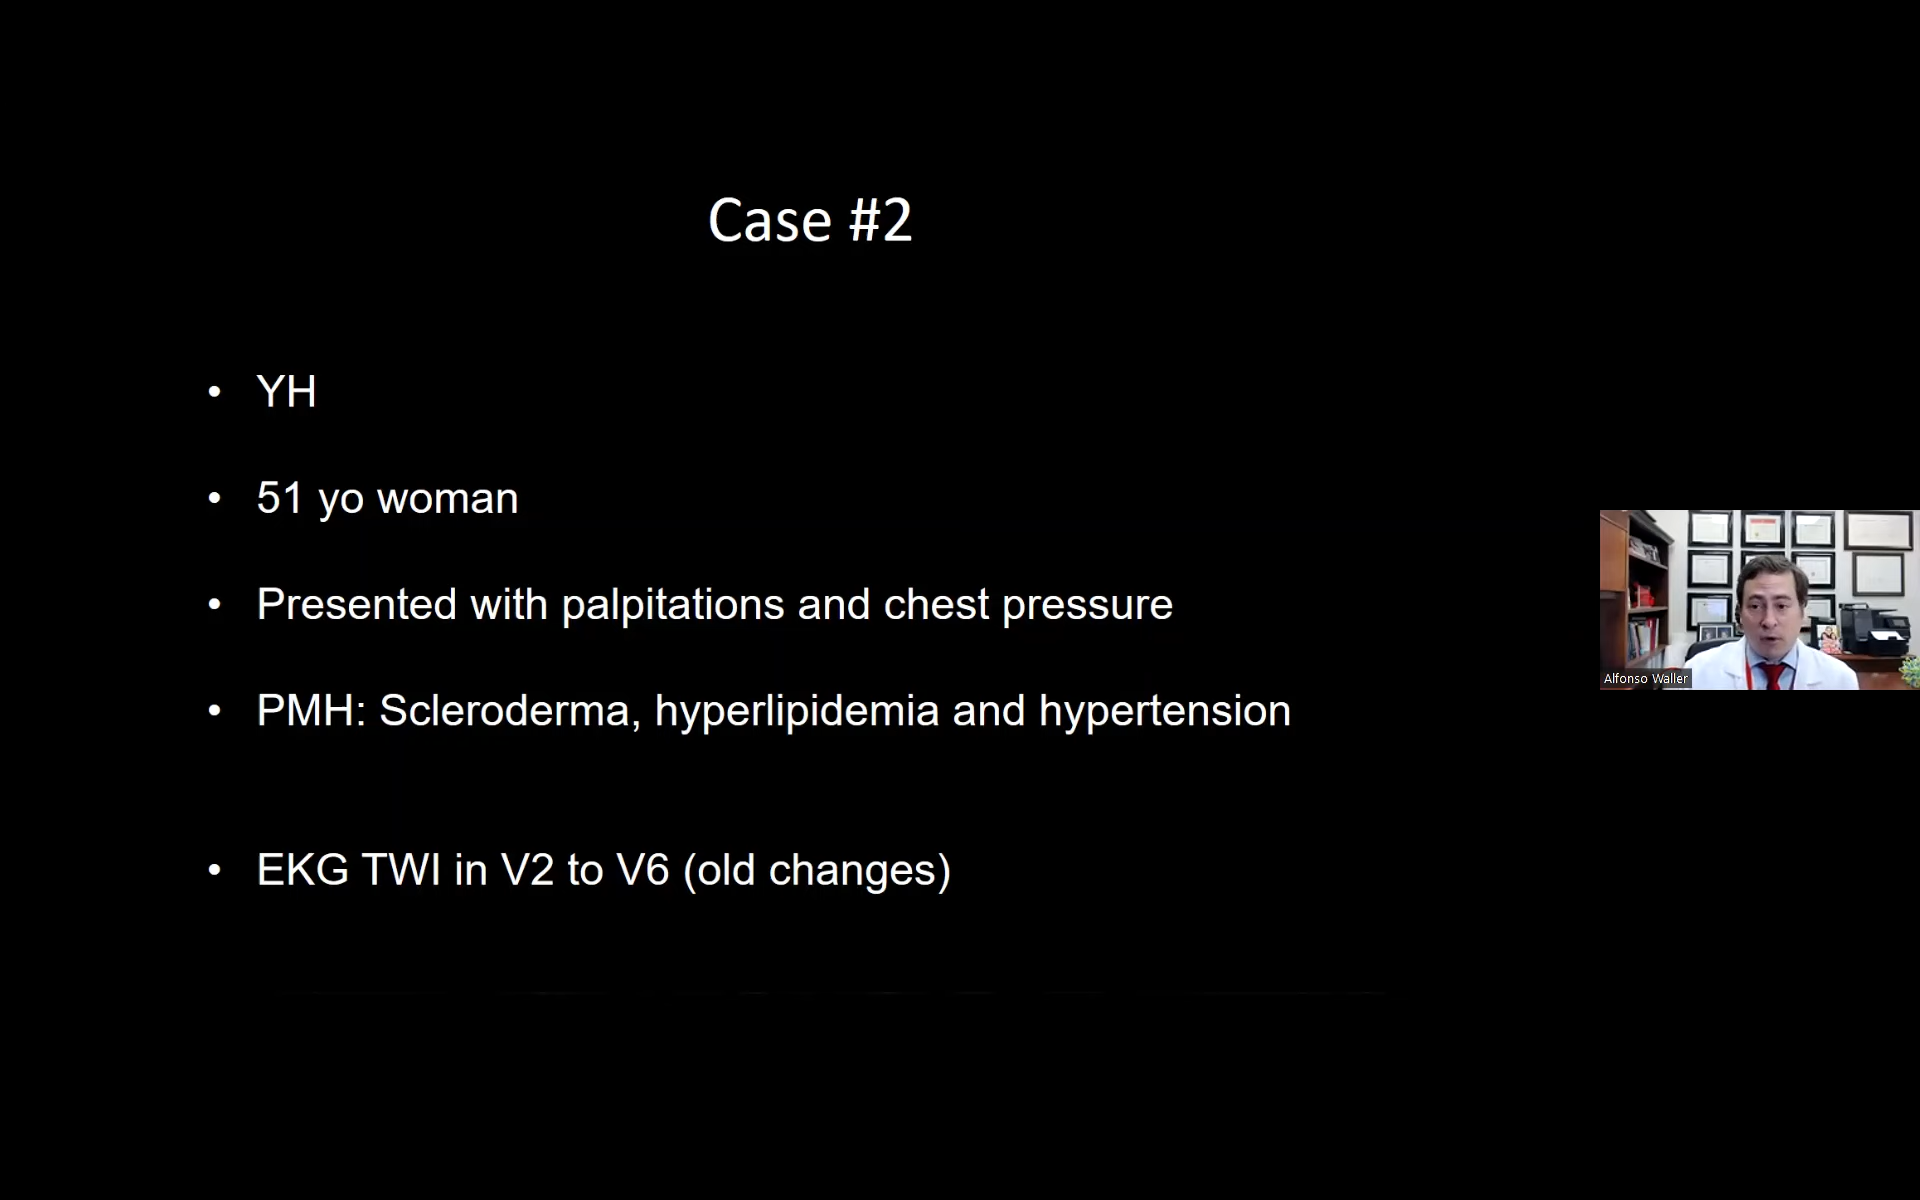 Case #2
• YH
• 51 yo woman
• Presented with palpitations and chest pressure
• PMH: Scleroderma, hyperlipidemia and hypertension
• EKG TWI in V2 to V6 (old changes)
Alfonso Waller